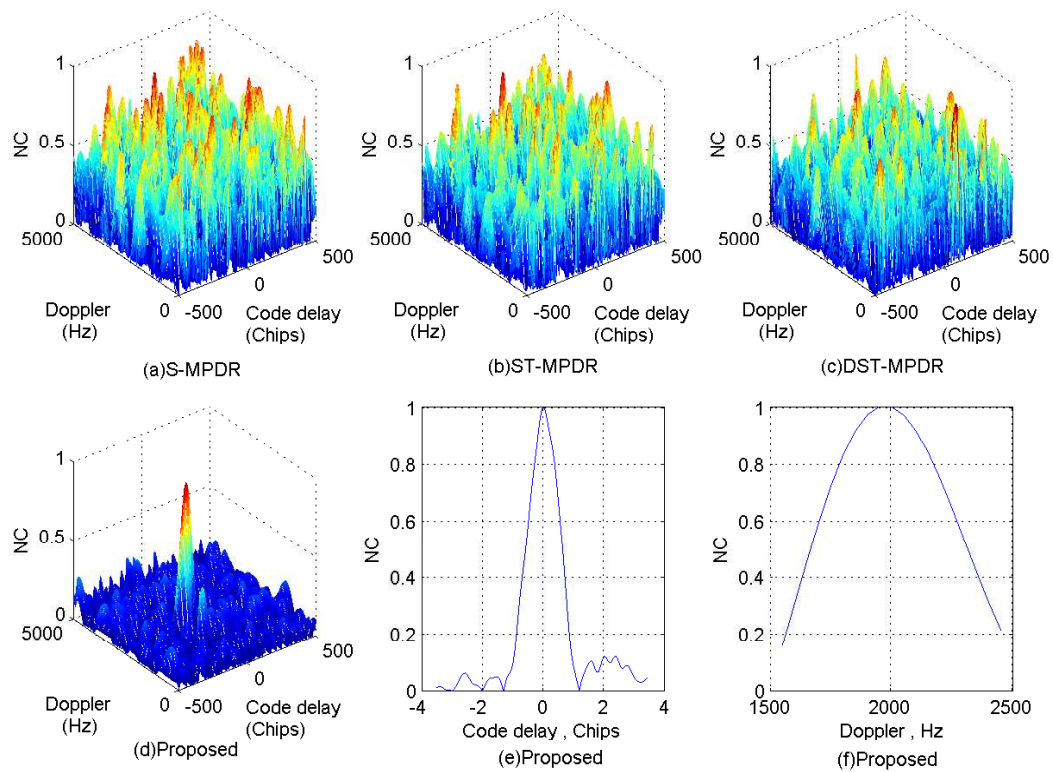 1
0.5
0
NC
5000
0
Doppler
(Hz)
-500
0
500
Code delay
(Chips)
(a)S-MPDR
1
0.5
0
NC
5000
0
Doppler
(Hz)
-500
0
500
Code delay
(Chips)
(b)ST-MPDR
1
0.5
0
NC
5000
0
Doppler
(Hz)
-500
0
500
Code delay
(Chips)
(c)DST-MPDR
1
0.5
0
NC
5000
0
Doppler
(Hz)
-500
0
500
Code delay
(Chips)
(d)Proposed
1
0.8
0.6
0.4
0.2
0
NC
-4
-2
0
2
4
Code delay , Chips
(e)Proposed
1
0.8
0.6
0.4
0.2
0
NC
1500
2000
2500
Doppler , Hz
(f)Proposed